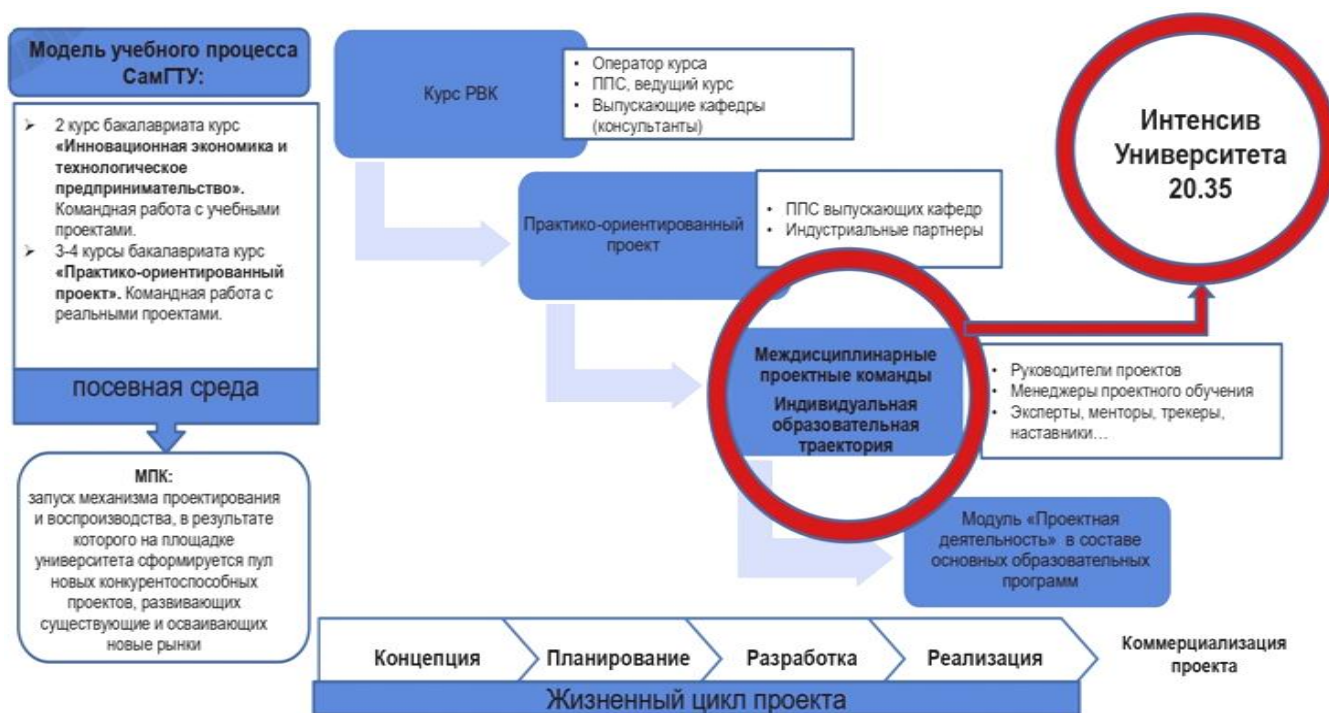 Модель учебного процесса
СамГТУ:
2 курс бакалавриата курс
«Инновационная экономика и
технологическое
предпринимательство».
Командная работа с учебными
проектами.
3-4 курсы бакалавриата курс
«Практико-ориентированный
проект». Командная работа с
реальными проектами.
посевная среда
МПК:
запуск механизма проектирования
и воспроизводства, в результате
которого на площадке
университета сформируется пул
новых конкурентоспособных
проектов, развивающих
существующие и осваивающих
новые рынки
Курс РВК
• Оператор курса
• ППС, ведущий курс
• Выпускающие кафедры
(консультанты)
Практико-ориентированный
проект
• ППС выпускающих кафедр
• Индустриальные партнеры
Интенсив
Университета
20.35
Междисциплинарные
проектные команды
Индивидуальная
образовательная
траектория
• Руководители проектов
• Менеджеры проектного обучения
• Эксперты, менторы, трекеры,
наставники…
Модуль «Проектная
деятельность» в составе
основных образовательных
программ
Концепция
Планирование
Разработка
Реализация
Коммерциализация
проекта
Жизненный цикл проекта